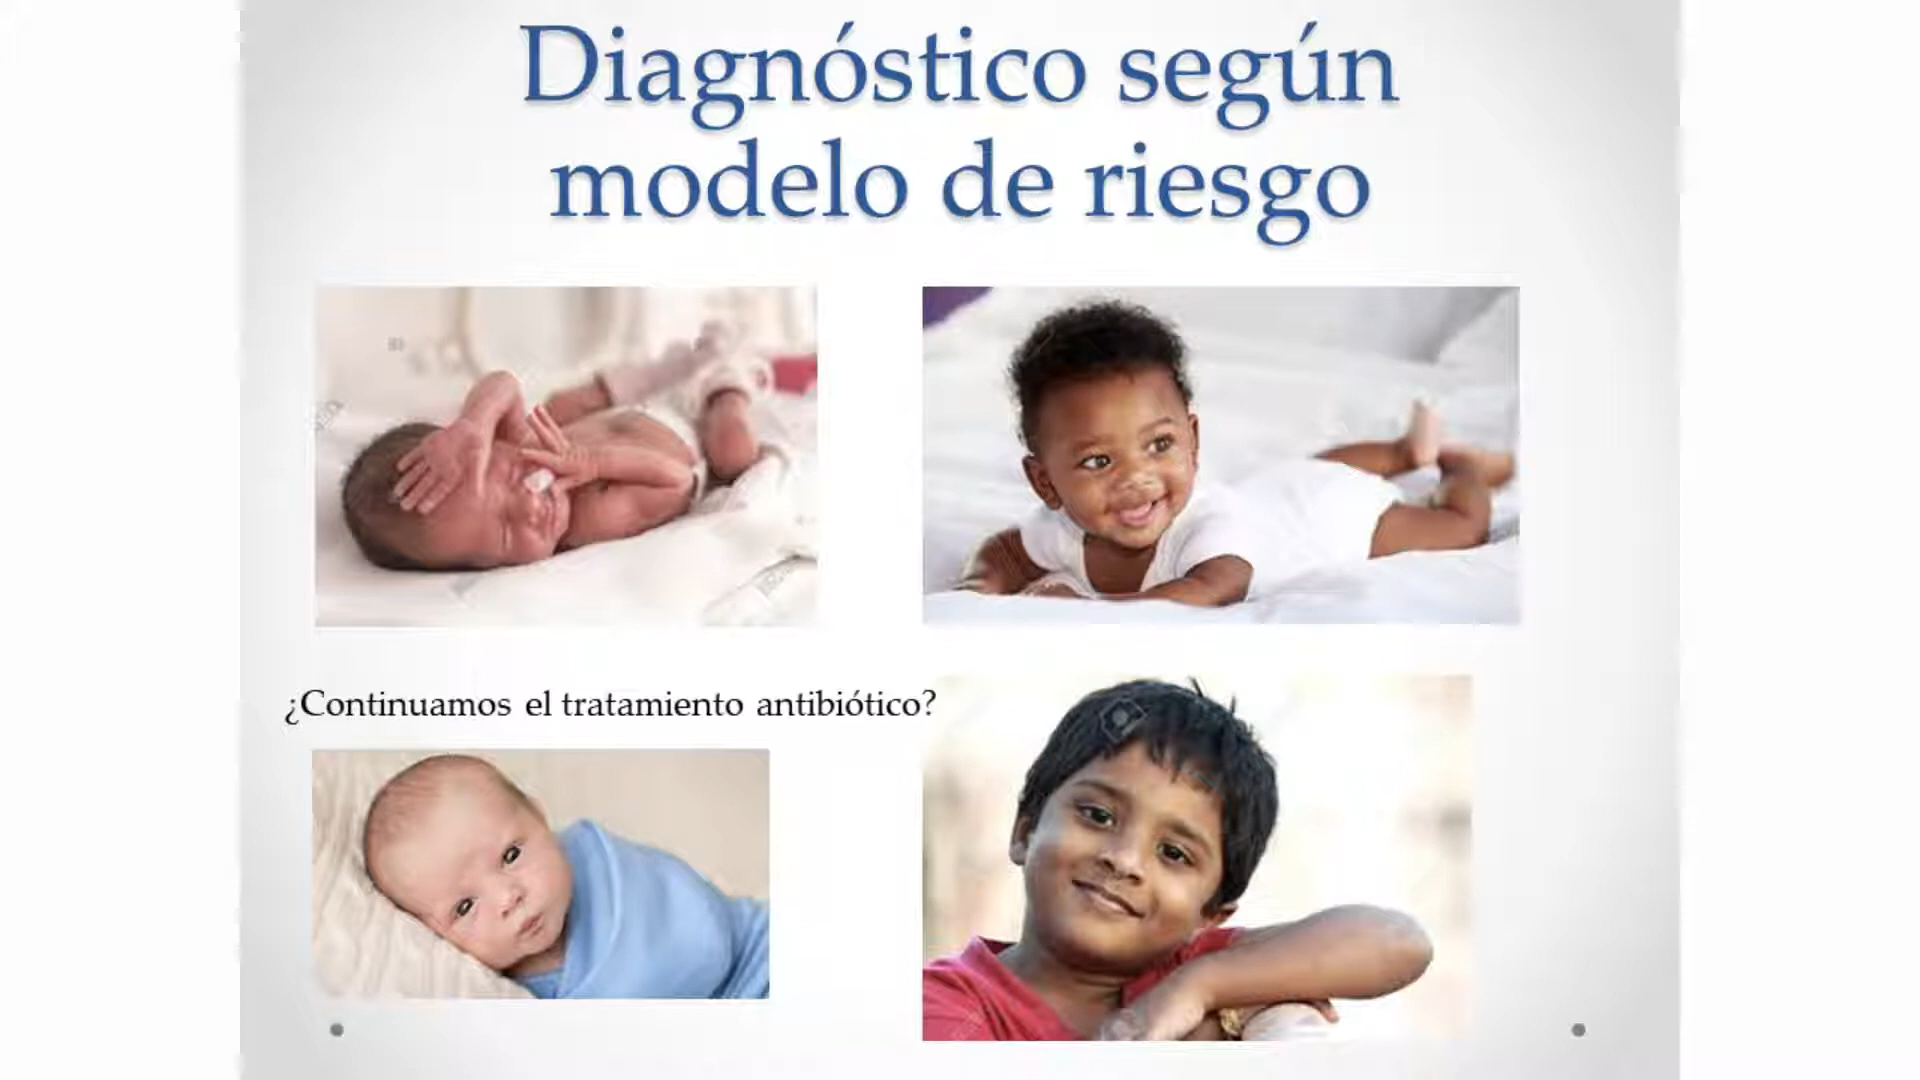 Diagnóstico según
modelo de riesgo
¿Continuamos el tratamiento antibiótico?